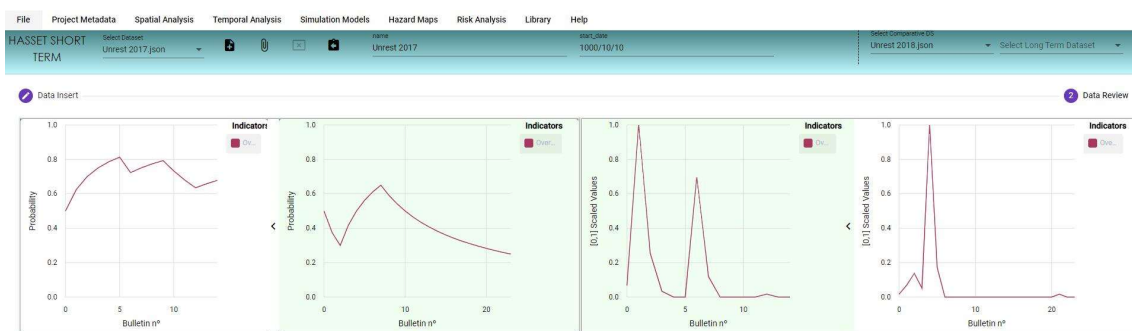 File Project Metadata Spatial Analysis Temporal Analysis Simulation Models Hazard Maps Risk Analysis Library Help
HASSET SHORT TERM
Select Dataset
Unrest 2017.json
name
Unrest 2017
start_date
1000/10/10
Select Comparative DS
Unrest 2018.json
Select Long Term Dataset
Data Insert
2 Data Review
1.0
0.8
0.6
0.4
0.2
0.0
Probability
0 5 10
Bulletin nº
Indicators
Ov...
1.0
0.8
0.6
0.4
0.2
0.0
Probability
0 10 20
Bulletin nº
Indicators
Over...
1.0
0.8
0.6
0.4
0.2
0.0
[0,1] Scaled Values
0 5 10
Bulletin nº
Indicators
Ov...
1.0
0.8
0.6
0.4
0.2
0.0
[0,1] Scaled Values
0 10 20
Bulletin nº
Indicators
Ove...